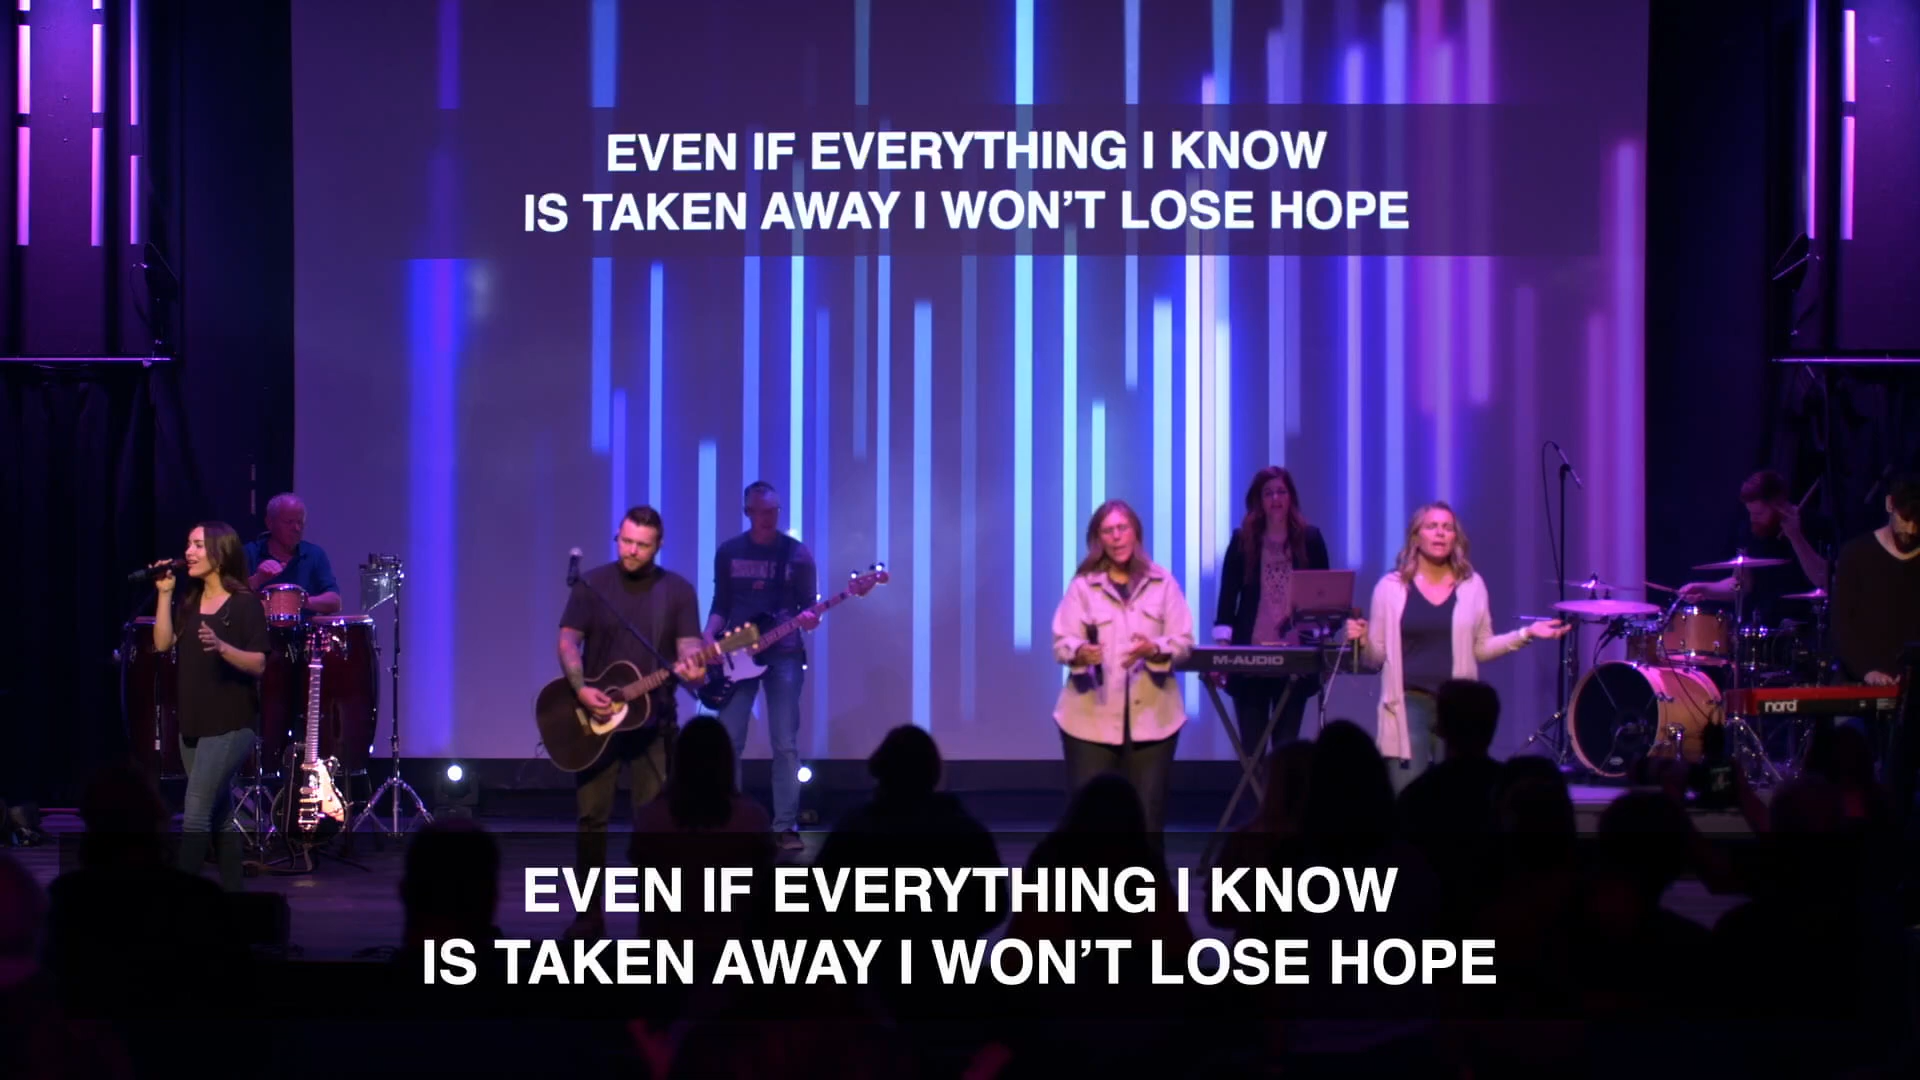 EVEN IF EVERYTHING I KNOW
IS TAKEN AWAY I WON'T LOSE HOPE
M-AUDIO
nord
EVEN IF EVERYTHING I KNOW
IS TAKEN AWAY I WON'T LOSE HOPE